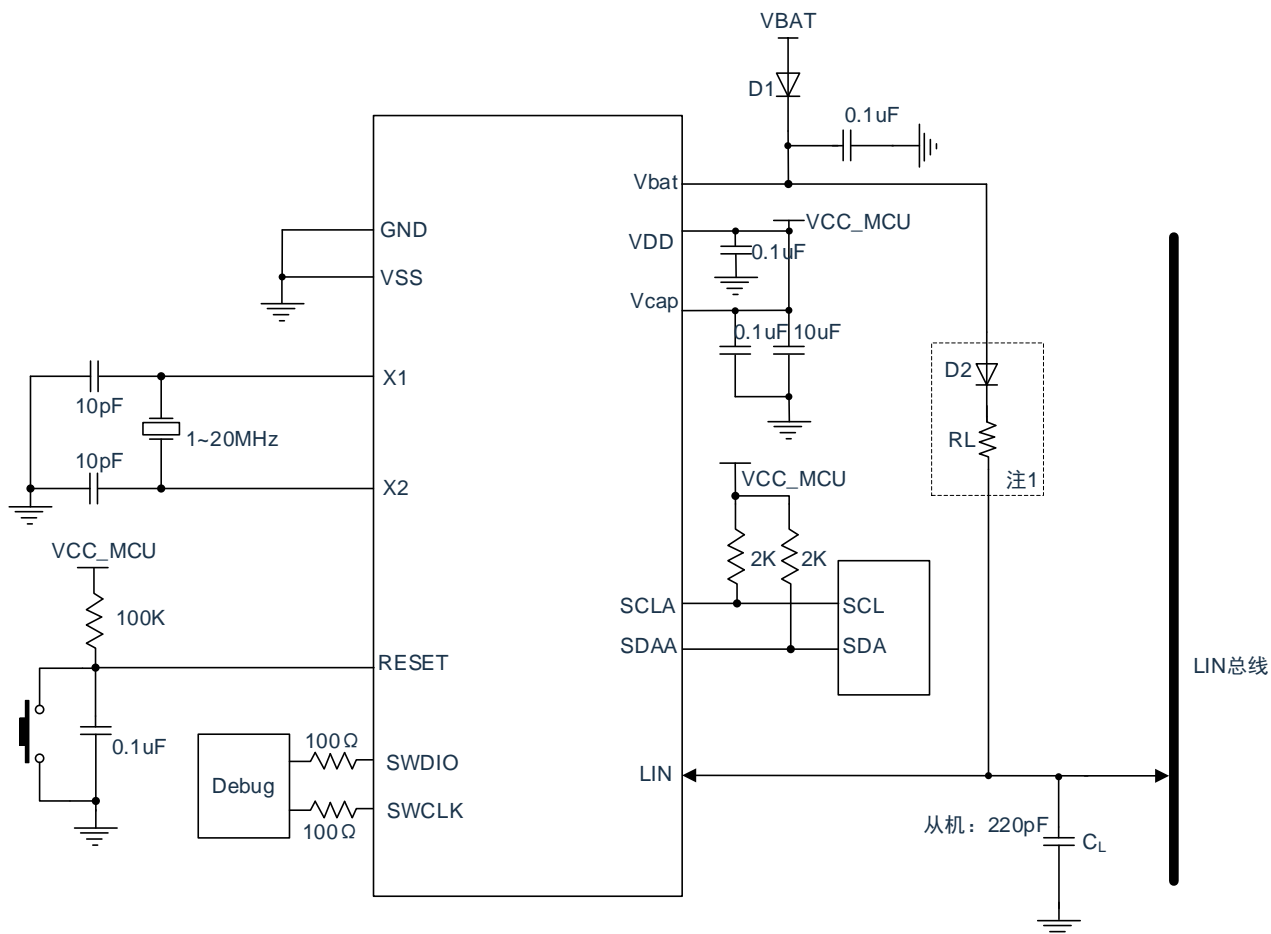 VBAT
D1
0.1uF
Vbat
GND
VCC_MCU
VDD
0.1uF
VSS
Vcap
0.1uF 10uF
X1
D2
10pF
1~20MHz
RL
10pF
注1
X2
VCC_MCU
VCC_MCU
2K 2K
100K
SCLA
SCL
SDAA
SDA
RESET
LIN总线
100Ω
0.1uF
SWDIO
LIN
Debug
SWCLK
100Ω
从机：220pF
CL